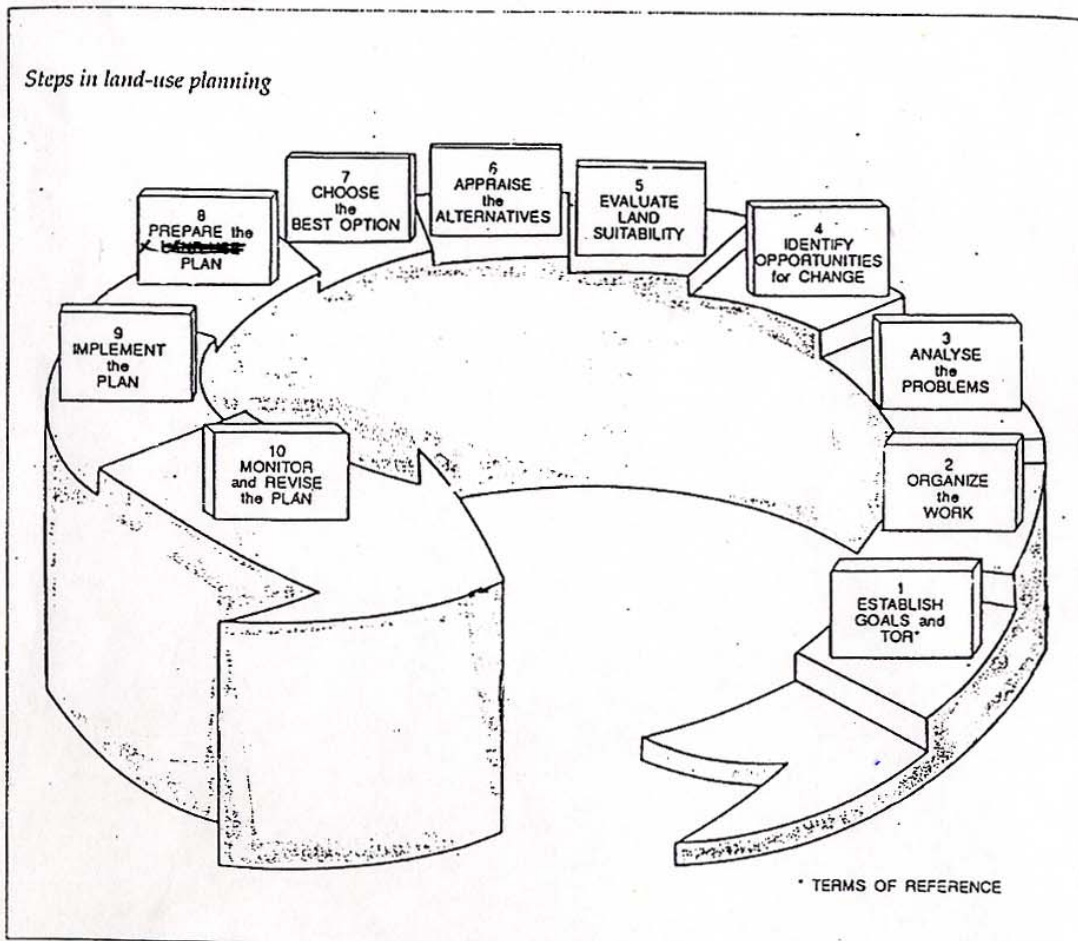 Steps in land-use planning
1
ESTABLISH
GOALS and
TOR*
2
ORGANIZE
the
WORK
3
ANALYSE
the
PROBLEMS
4
IDENTIFY
OPPORTUNITIES
for CHANGE
5
EVALUATE
LAND
SUITABILITY
6
APPRAISE
the
ALTERNATIVES
7
CHOOSE
the
BEST OPTION
8
PREPARE the
PLAN
9
IMPLEMENT
the
PLAN
10
MONITOR
and REVISE
the PLAN
* TERMS OF REFERENCE